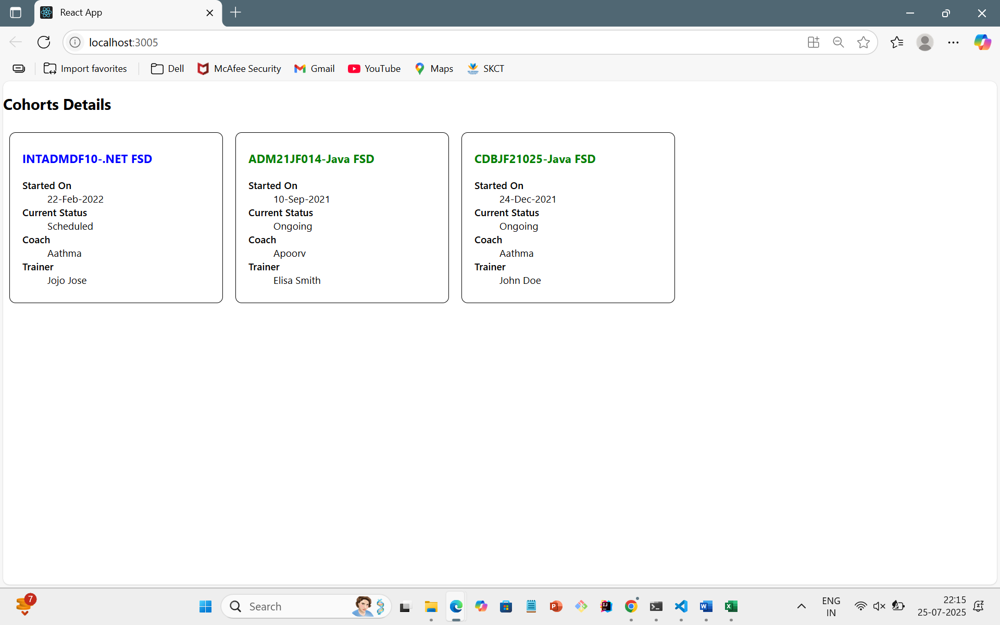 React App
localhost:3005
Import favorites
Dell
McAfee Security
Gmail
YouTube
Maps
SKCT
Cohorts Details
INTADMDF10-.NET FSD
Started On
22-Feb-2022
Current Status
Scheduled
Coach
Aathma
Trainer
Jojo Jose
ADM21JF014-Java FSD
Started On
10-Sep-2021
Current Status
Ongoing
Coach
Apoorv
Trainer
Elisa Smith
CDBJF21025-Java FSD
Started On
24-Dec-2021
Current Status
Ongoing
Coach
Aathma
Trainer
John Doe
7
Search
ENG
IN
22:15
25-07-2025